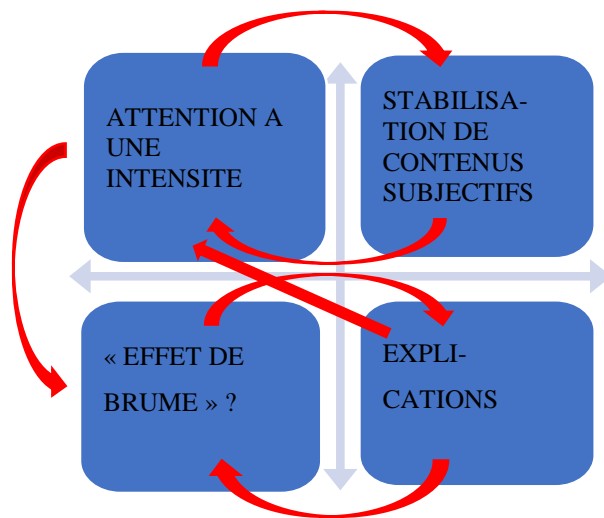 ATTENTION A
UNE
INTENSITE
STABILISA-
TION DE
CONTENUS
SUBJECTIFS
« EFFET DE
BRUME » ?
EXPLI-
CATIONS